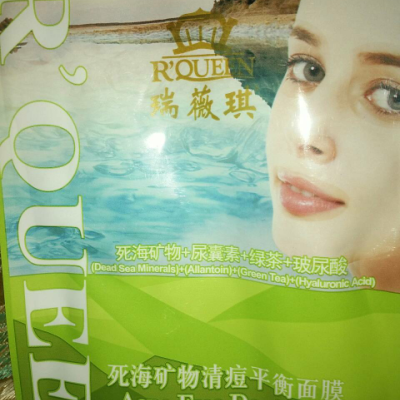 R'QUEEN
瑞薇琪
R'QUEE
死海矿物+尿囊素+绿茶+玻尿酸
(Dead Sea Minerals)+(Allantoin)+(Green Tea)+(Hyaluronic Acid)
死海矿物清痘平衡面膜